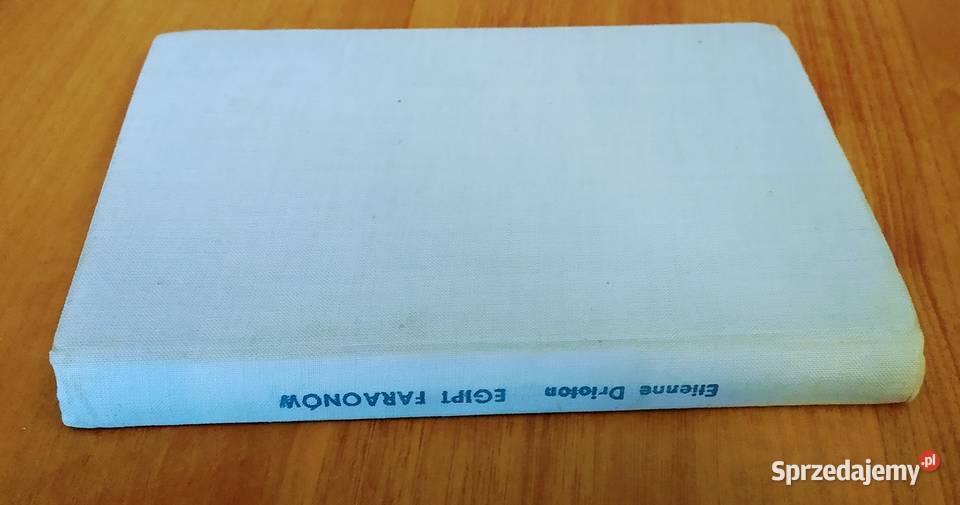 Etienne Drioton EGIPT FARAONÓW
Sprzedajemy.pl